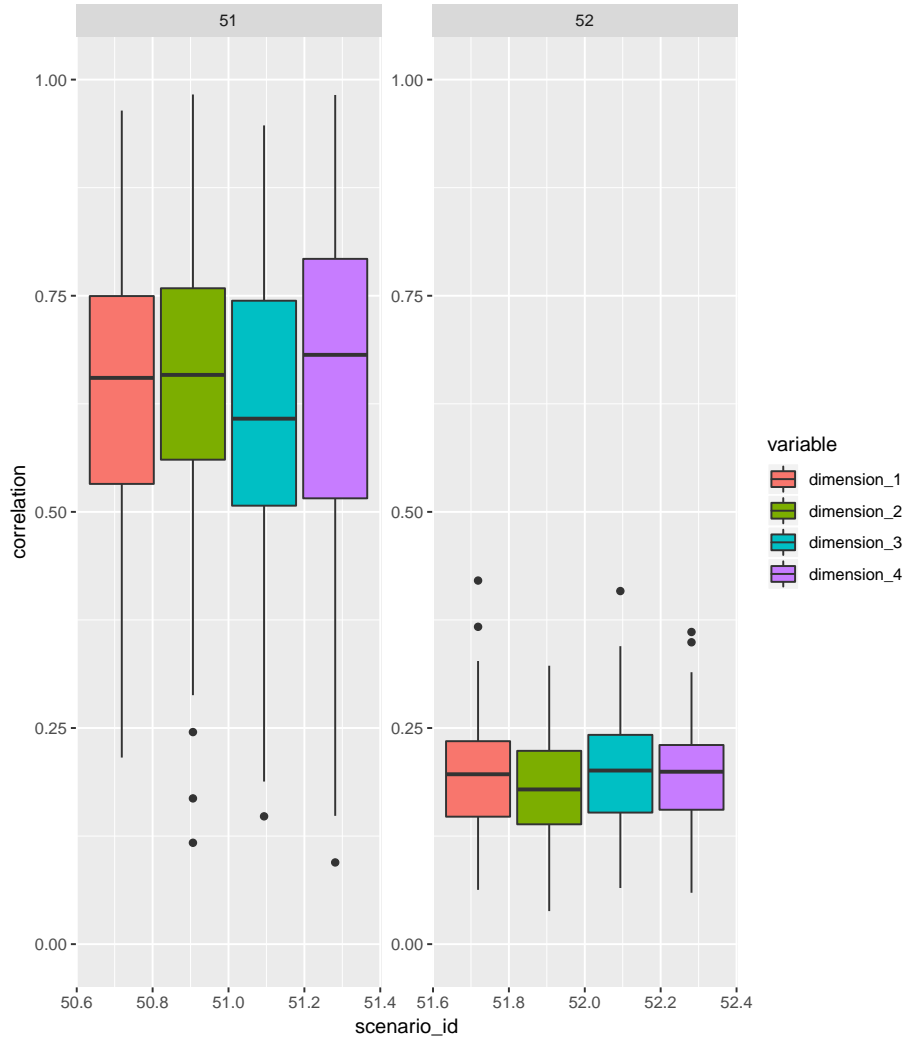 51
52
1.00
0.75
0.50
0.25
0.00
1.00
0.75
0.50
0.25
0.00
correlation
50.6 50.8 51.0 51.2 51.4
51.6 51.8 52.0 52.2 52.4
scenario_id
variable
dimension_1
dimension_2
dimension_3
dimension_4